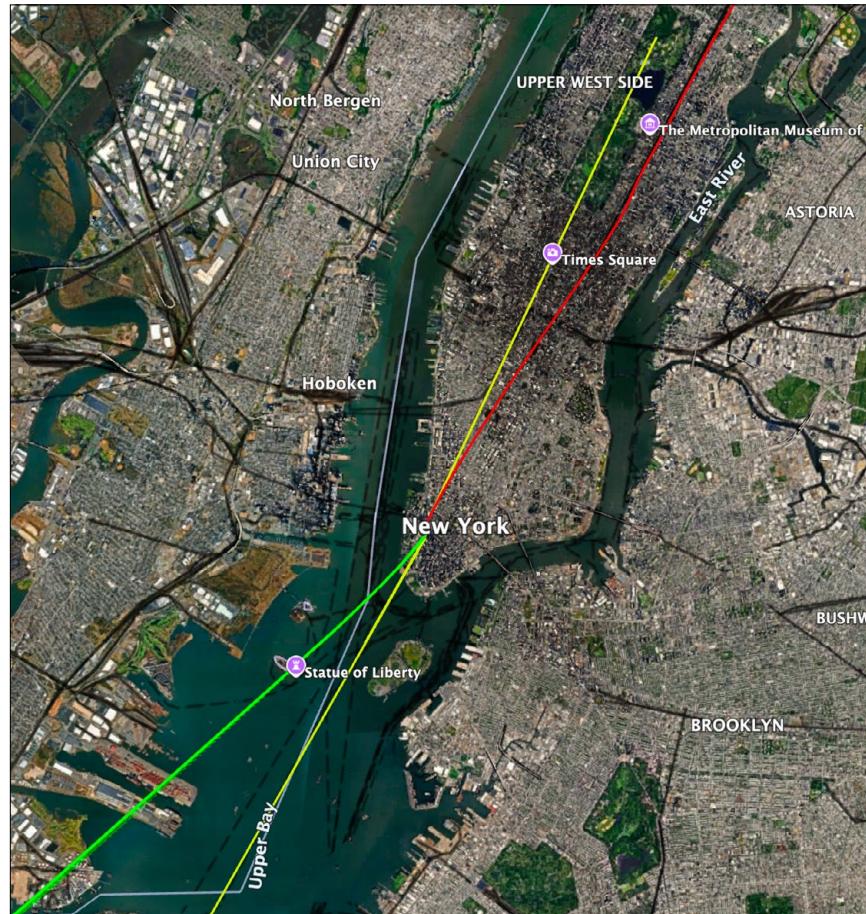 UPPER WEST SIDE
North Bergen
The Metropolitan Museum of
Union City
East River
ASTORIA
Times Square
Hoboken
New York
BUSHW
Statue of Liberty
BROOKLYN
Upper Bay